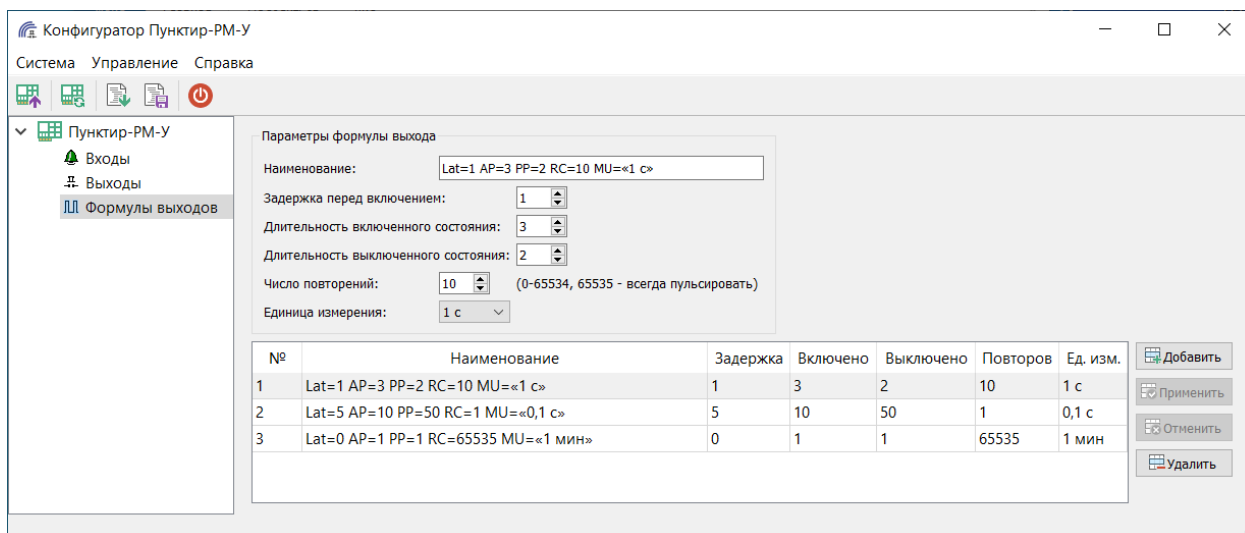 Конфигуратор Пунктир-РМ-У
Система Управление Справка
Пунктир-РМ-У
Входы
Выходы
Формулы выходов
Параметры формулы выхода
Наименование: Lat=1 AP=3 PP=2 RC=10 MU=«1 с»
Задержка перед включением: 1
Длительность включенного состояния: 3
Длительность выключенного состояния: 2
Число повторений: 10 (0-65534, 65535 - всегда пульсировать)
Единица измерения: 1 с
№ Наименование Задержка Включено Выключено Повторов Ед. изм.
1 Lat=1 AP=3 PP=2 RC=10 MU=«1 с» 1 3 2 10 1 с
2 Lat=5 AP=10 PP=50 RC=1 MU=«0,1 с» 5 10 50 1 0,1 с
3 Lat=0 AP=1 PP=1 RC=65535 MU=«1 мин» 0 1 1 65535 1 мин
Добавить
Применить
Отменить
Удалить